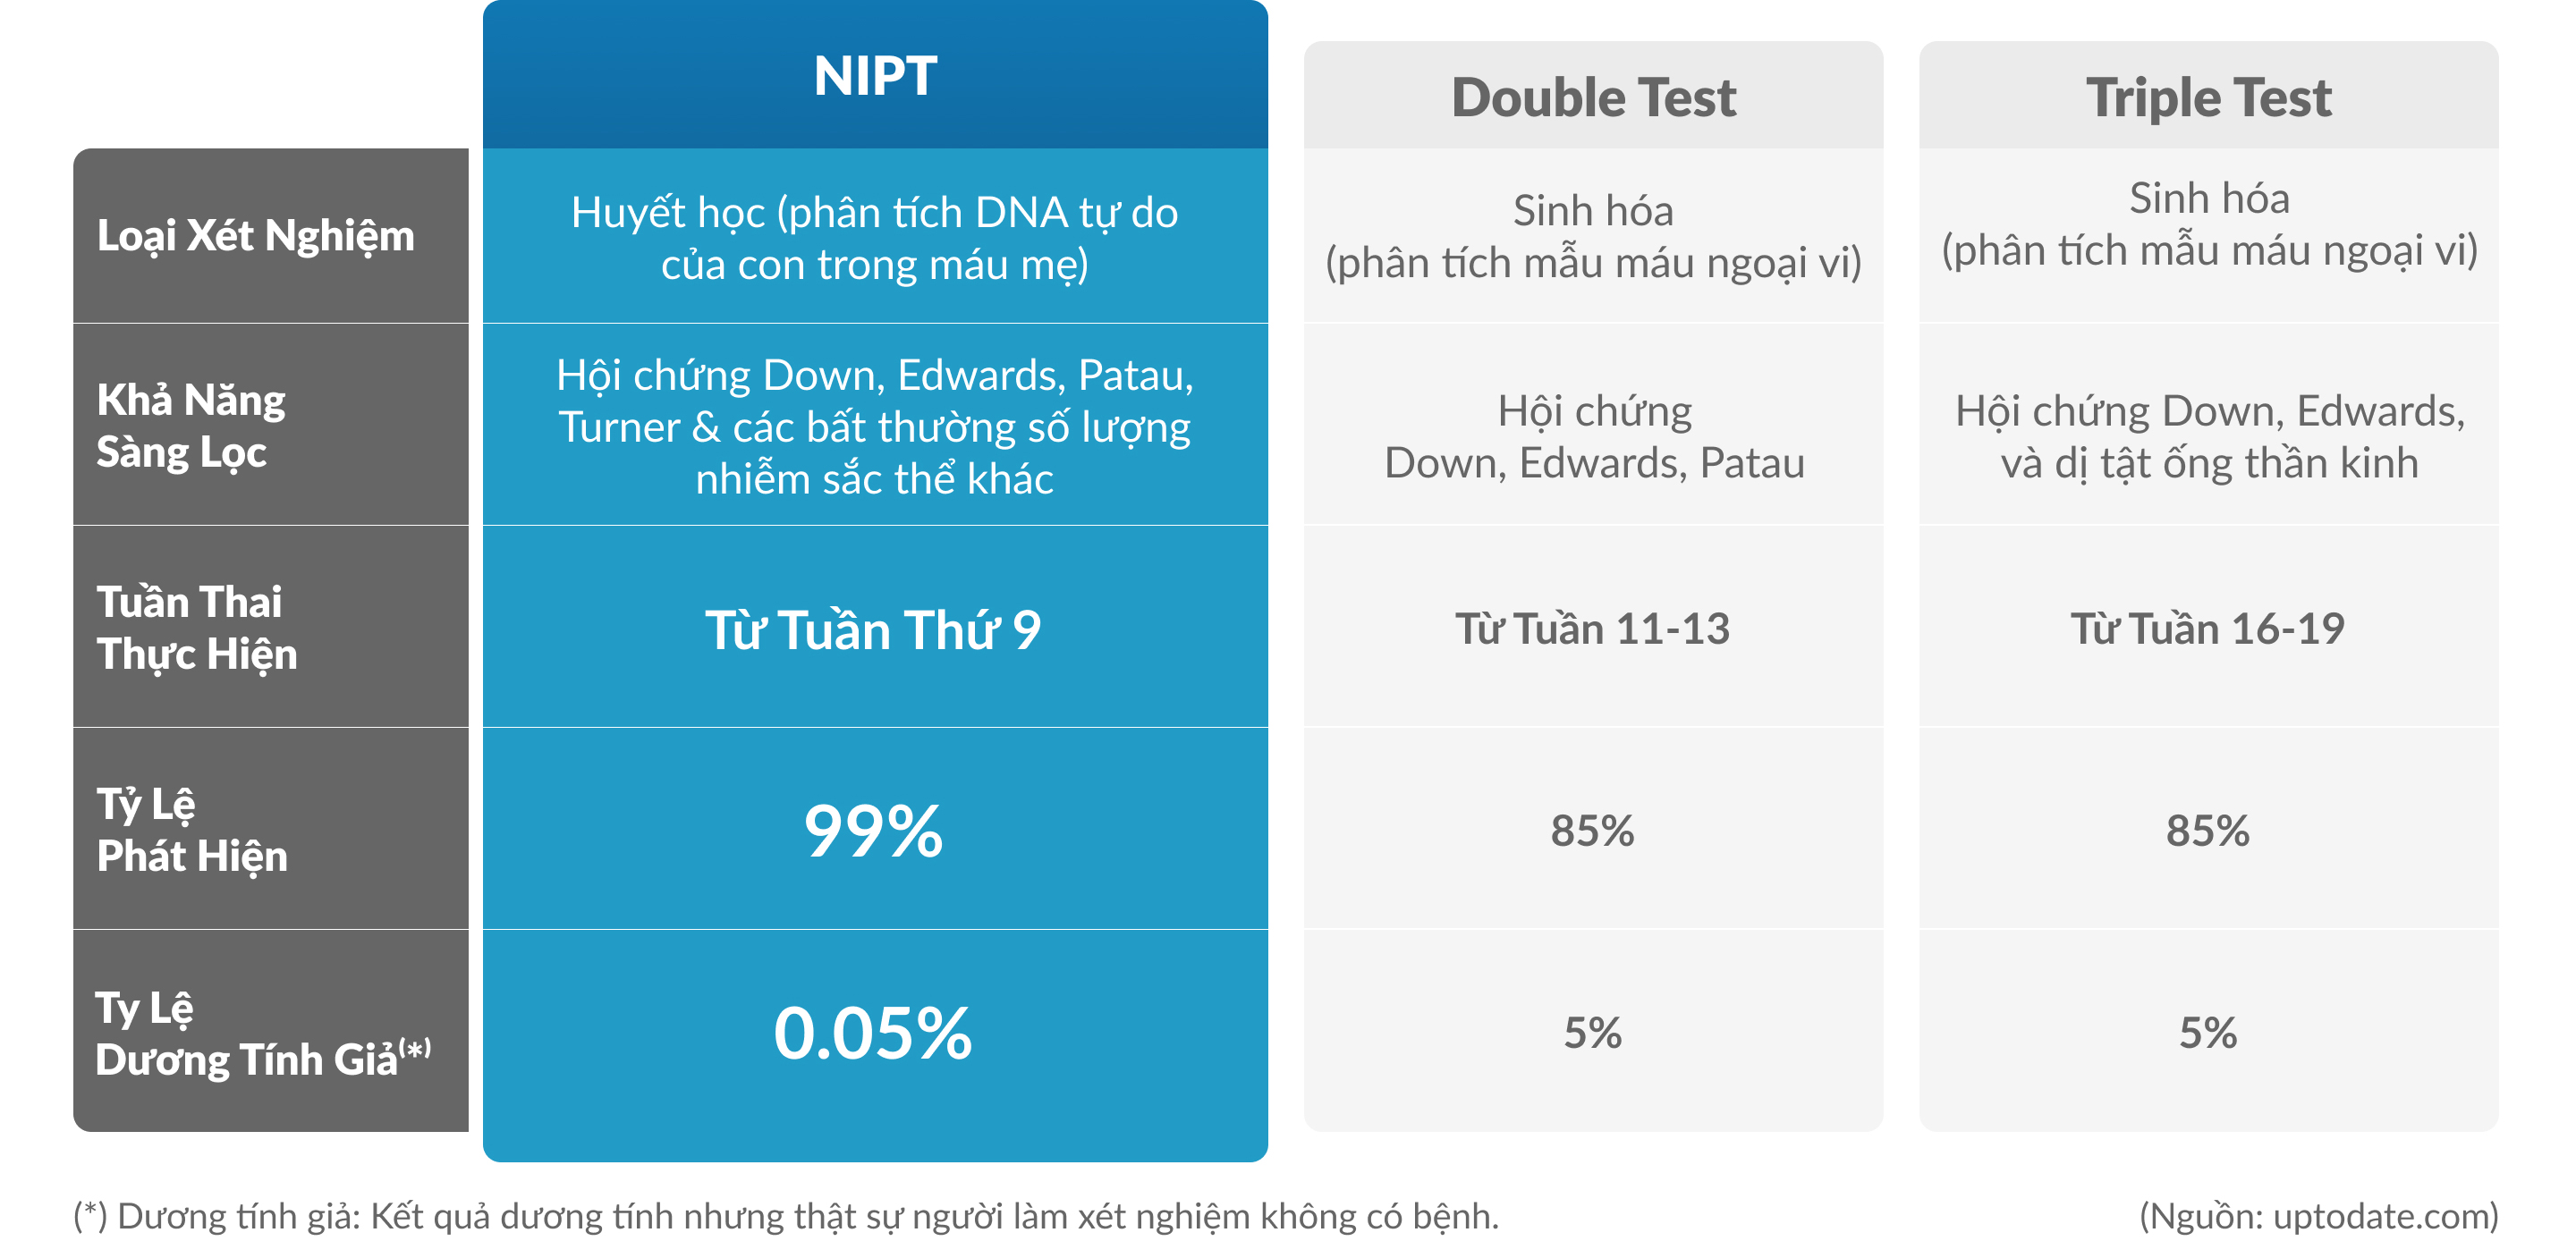 NIPT
Double Test
Triple Test
Loại Xét Nghiệm
Huyết học (phân tích DNA tự do
của con trong máu mẹ)
Sinh hóa
(phân tích mẫu máu ngoại vi)
Sinh hóa
(phân tích mẫu máu ngoại vi)
Khả Năng
Sàng Lọc
Hội chứng Down, Edwards, Patau,
Turner & các bất thường số lượng
nhiễm sắc thể khác
Hội chứng
Down, Edwards, Patau
Hội chứng Down, Edwards,
và dị tật ống thần kinh
Tuần Thai
Thực Hiện
Từ Tuần Thứ 9
Từ Tuần 11-13
Từ Tuần 16-19
Tỷ Lệ
Phát Hiện
99%
85%
85%
Ty Lệ
Dương Tính Giả(*)
0.05%
5%
5%
(*) Dương tính giả: Kết quả dương tính nhưng thật sự người làm xét nghiệm không có bệnh.
(Nguồn: uptodate.com)